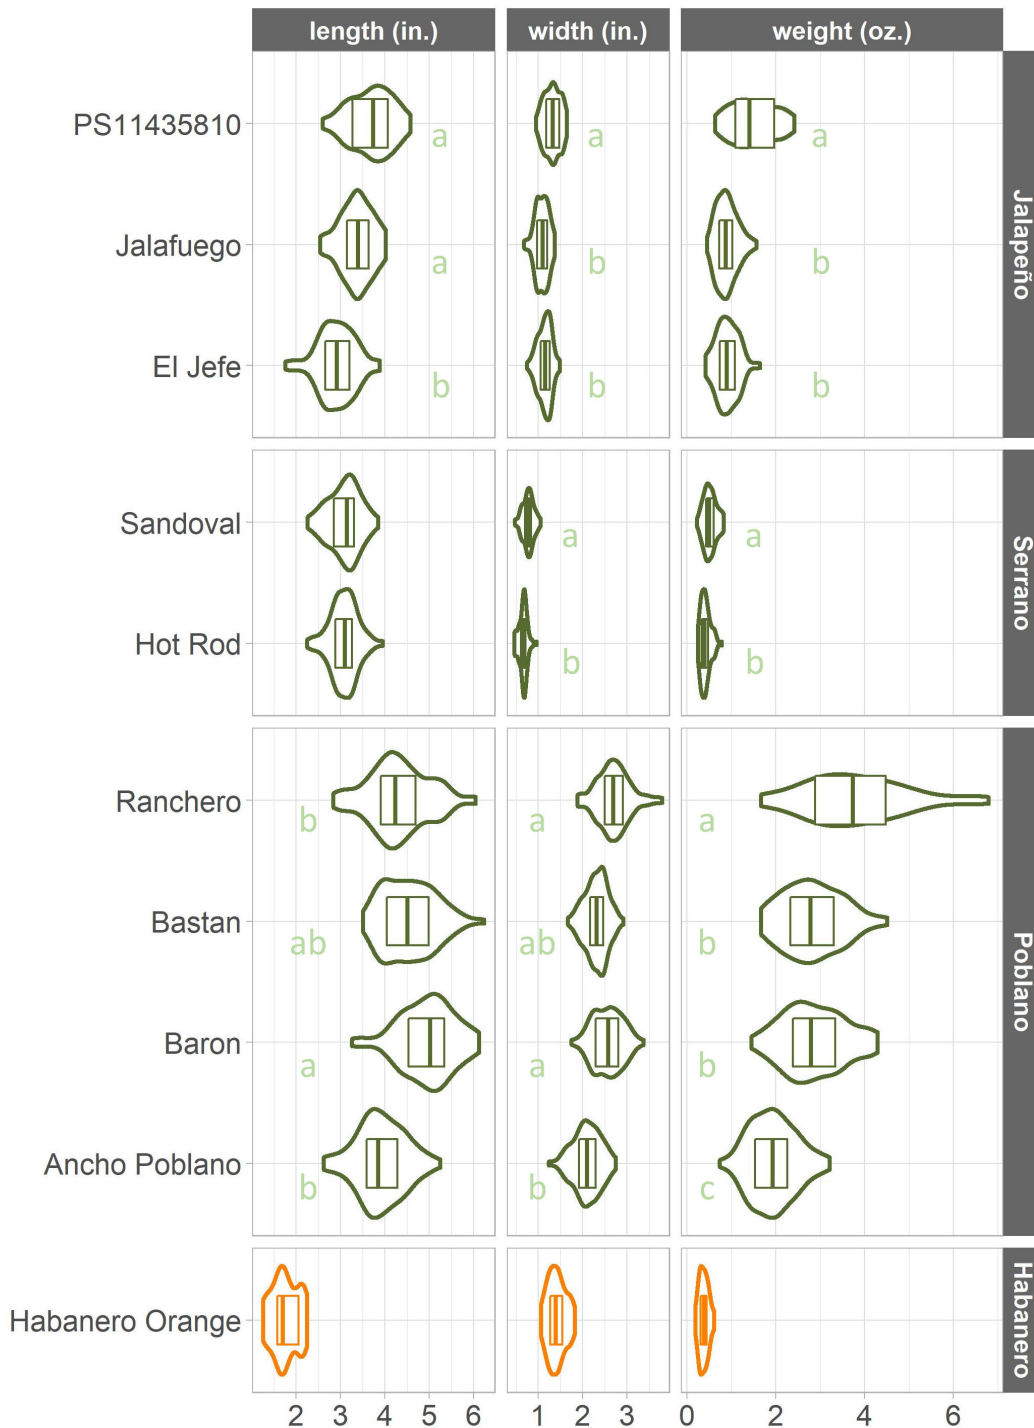 length (in.) width (in.) weight (oz.)
PS11435810 a a a
Jalafuego a b b
El Jefe b b b
Jalapeño
Sandoval a a
Hot Rod b b
Serrano
Ranchero b a a
Bastan ab ab b
Baron a a b
Ancho Poblano b b c
Poblano
Habanero Orange
Habanero
2 3 4 5 6 1 2 3 0 2 4 6